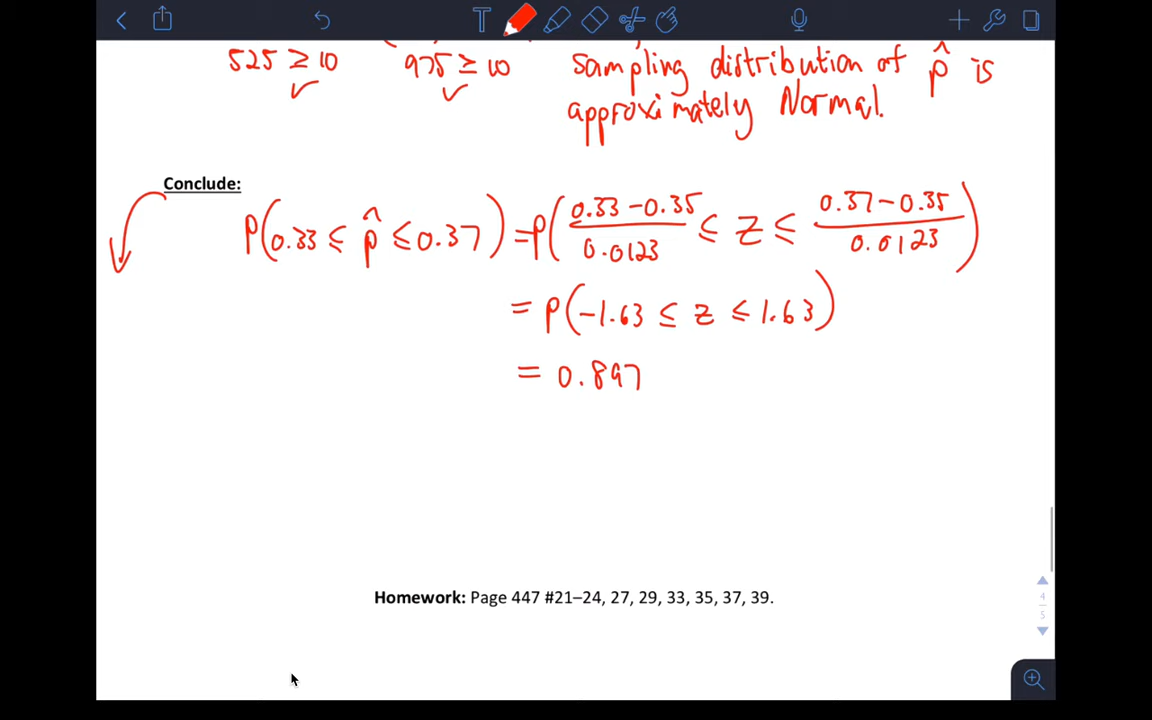 T
525 ≥ 10 975 ≥ 10 sampling distribution of p̂ is
✓ ✓ approximately Normal.
Conclude:
P(0.33 ≤ p̂ ≤ 0.37) = P((0.33 - 0.35)/0.0123 ≤ Z ≤ (0.37 - 0.35)/0.0123)
= P(-1.63 ≤ Z ≤ 1.63)
= 0.897
Homework: Page 447 #21–24, 27, 29, 33, 35, 37, 39.
4
5